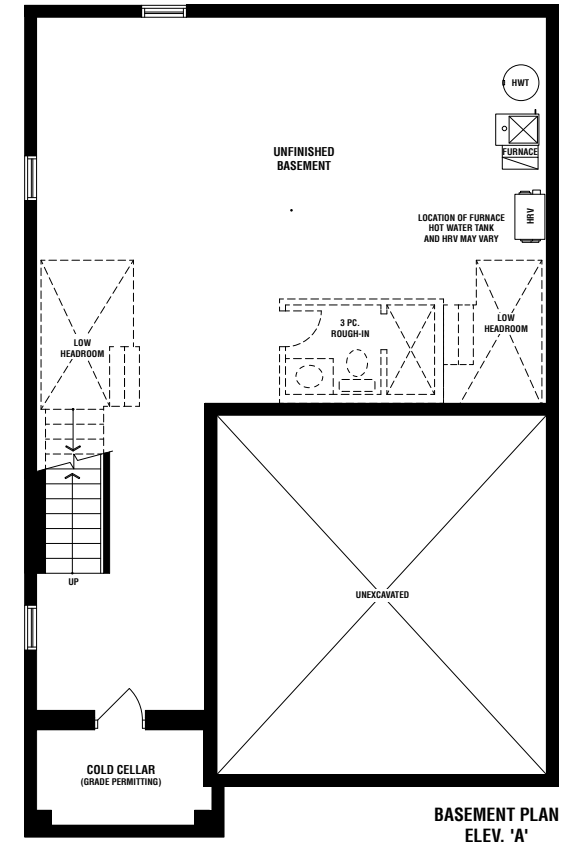 HWT
FURNACE
UNFINISHED
BASEMENT
HRV
LOCATION OF FURNACE
HOT WATER TANK
AND HRV MAY VARY
3 PC.
ROUGH-IN
LOW
HEADROOM
LOW
HEADROOM
UP
UNEXCAVATED
COLD CELLAR
(GRADE PERMITTING)
BASEMENT PLAN
ELEV. 'A'